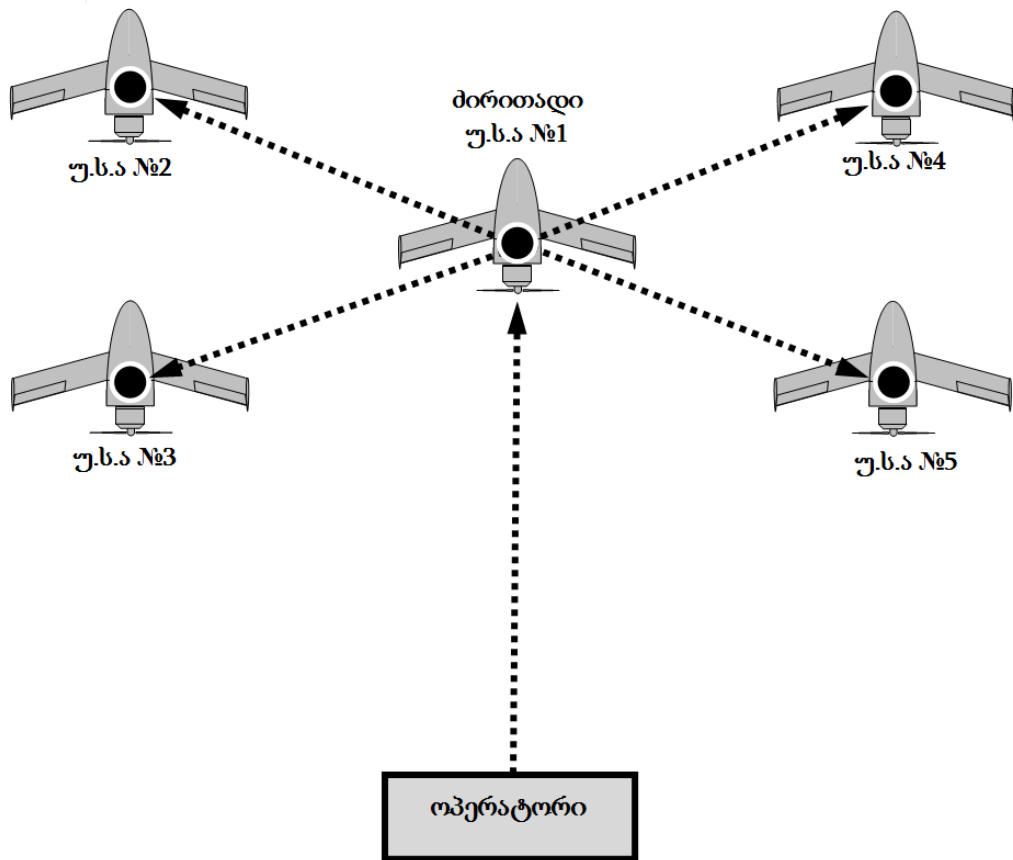 ძირითადი
უ.ს.ა №1
უ.ს.ა №2
უ.ს.ა №4
უ.ს.ა №3
უ.ს.ა №5
ოპერატორი